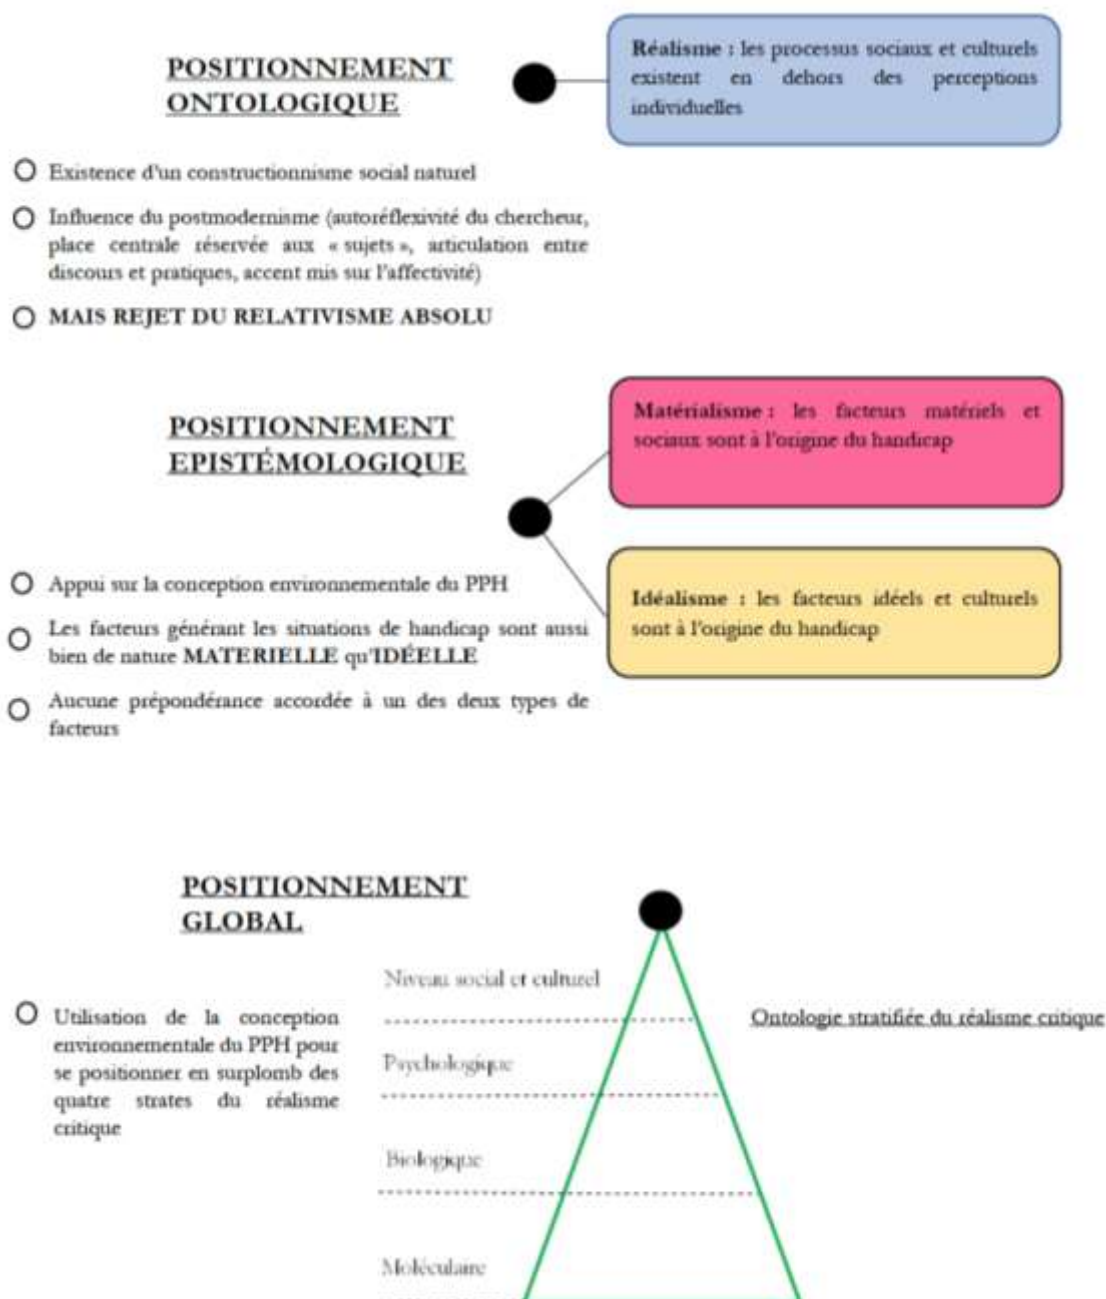 POSITIONNEMENT
ONTOLOGIQUE
Réalisme : les processus sociaux et culturels
existent en dehors des perceptions
individuelles
Existence d'un constructionnisme social naturel
Influence du postmodernisme (autoréflexivité du chercheur,
place centrale réservée aux « sujets », articulation entre
discours et pratiques, accent mis sur l'affectivité)
MAIS REJET DU RELATIVISME ABSOLU
POSITIONNEMENT
EPISTÉMOLOGIQUE
Matérialisme : les facteurs matériels et
sociaux sont à l'origine du handicap
Idéalisme : les facteurs idéels et culturels
sont à l'origine du handicap
Appui sur la conception environnementale du PPH
Les facteurs générant les situations de handicap sont aussi
bien de nature MATERIELLE qu'IDÉELLE
Aucune prépondérance accordée à un des deux types de
facteurs
POSITIONNEMENT
GLOBAL
Utilisation de la conception
environnementale du PPH pour
se positionner en surplomb des
quatre strates du réalisme
critique
Niveau social et culturel
Psychologique
Biologique
Moléculaire
Ontologie stratifiée du réalisme critique